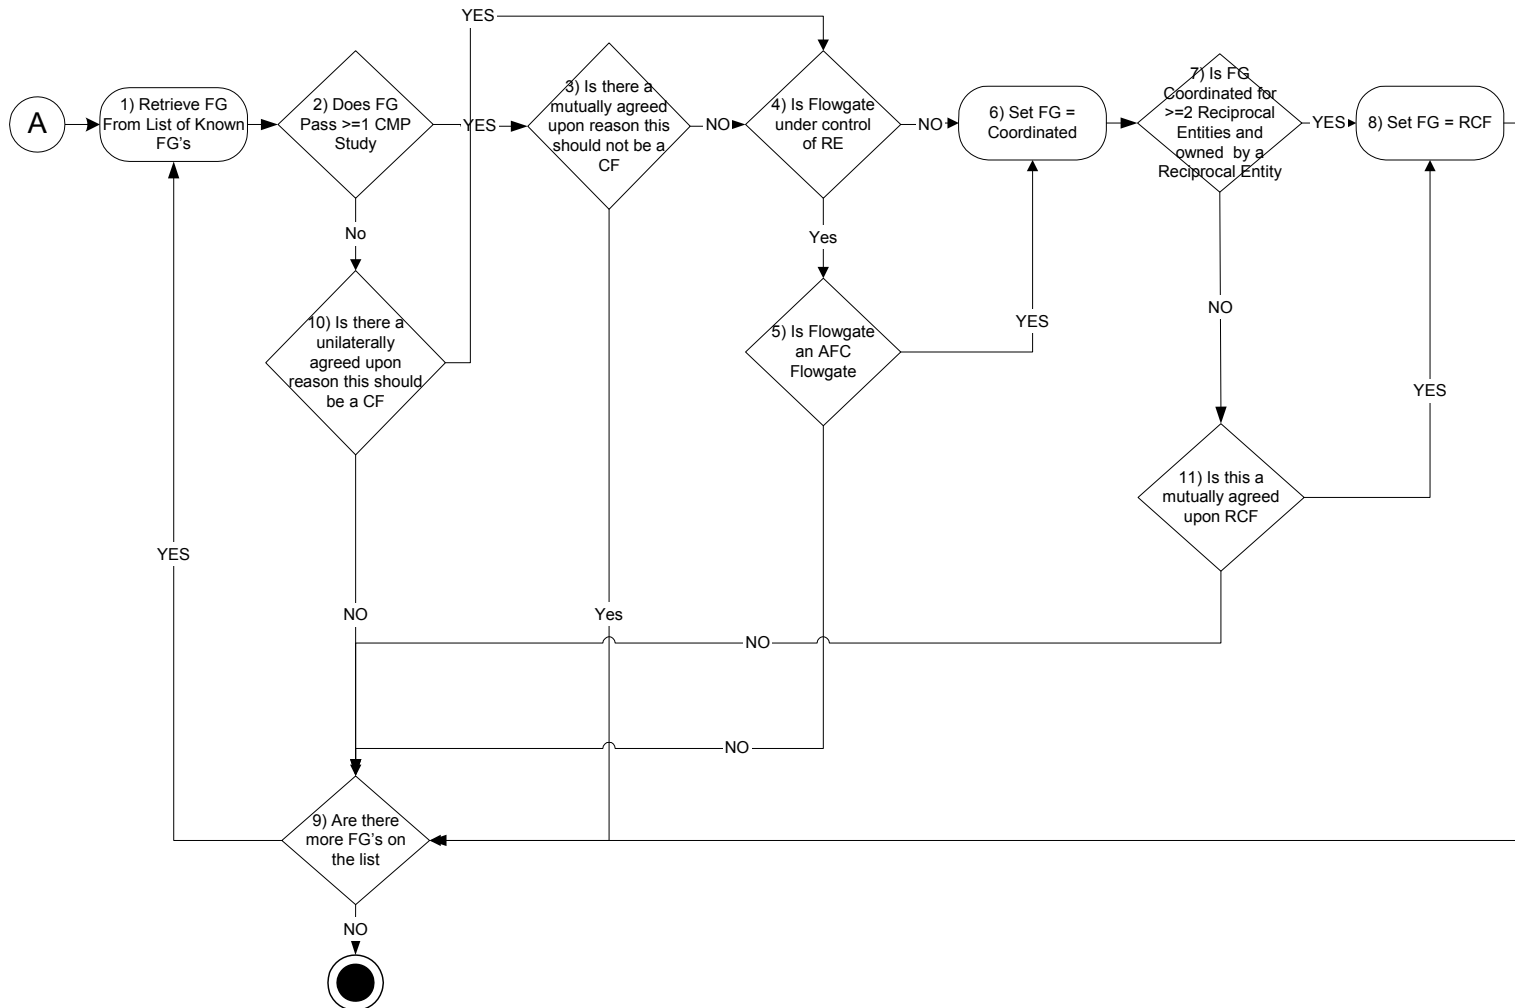 YES
A
1) Retrieve FG
From List of Known
FG's
2) Does FG
Pass >=1 CMP
Study
YES
3) Is there a
mutually agreed
upon reason this
should not be a
CF
NO
4) Is Flowgate
under control
of RE
NO
6) Set FG =
Coordinated
7) Is FG
Coordinated for
>=2 Reciprocal
Entities and
owned by a
Reciprocal Entity
YES
8) Set FG = RCF
No
Yes
10) Is there a
unilaterally
agreed upon
reason this should
be a CF
5) Is Flowgate
an AFC
Flowgate
YES
NO
YES
11) Is this a
mutually agreed
upon RCF
YES
NO
Yes
NO
NO
9) Are there
more FG's on
the list
NO